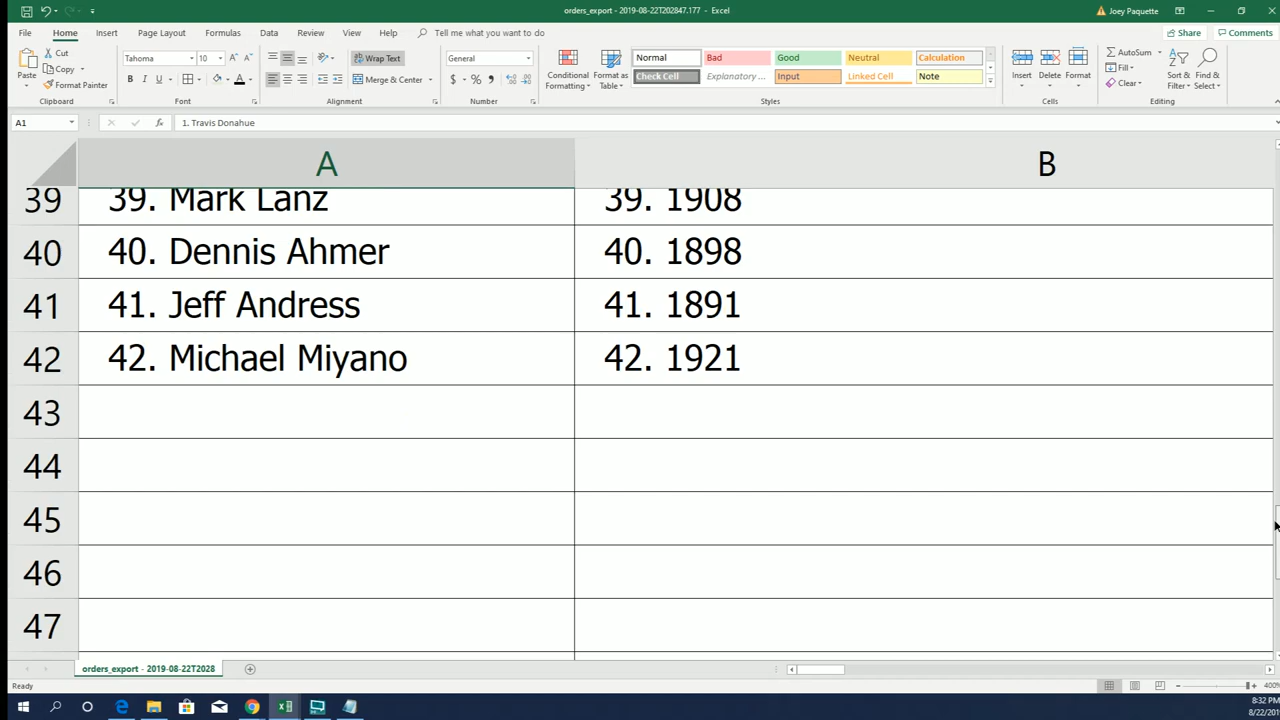 orders_export - 2019-08-22T202847.177 - Excel
Joey Paquette
File Home Insert Page Layout Formulas Data Review View Help Tell me what you want to do Share Comments
Paste Cut Copy Format Painter
Clipboard
Tahoma 10
B I U A
Font
Wrap Text
Merge & Center
Alignment
General
$ % ,
Number
Conditional Formatting Format as Table
Normal Bad Good Neutral Calculation
Check Cell Explanary ... Input Linked Cell Note
Styles
Insert Delete Format
Cells
AutoSum
Fill
Clear
Sort & Filter Find & Select
Editing
A1 fx 1. Travis Donahue
A B
39 39. Mark Lanz 39. 1908
40 40. Dennis Ahmer 40. 1898
41 41. Jeff Andress 41. 1891
42 42. Michael Miyano 42. 1921
43
44
45
46
47
orders_export - 2019-08-22T2028
Ready 400%
8:32 PM
8/22/201